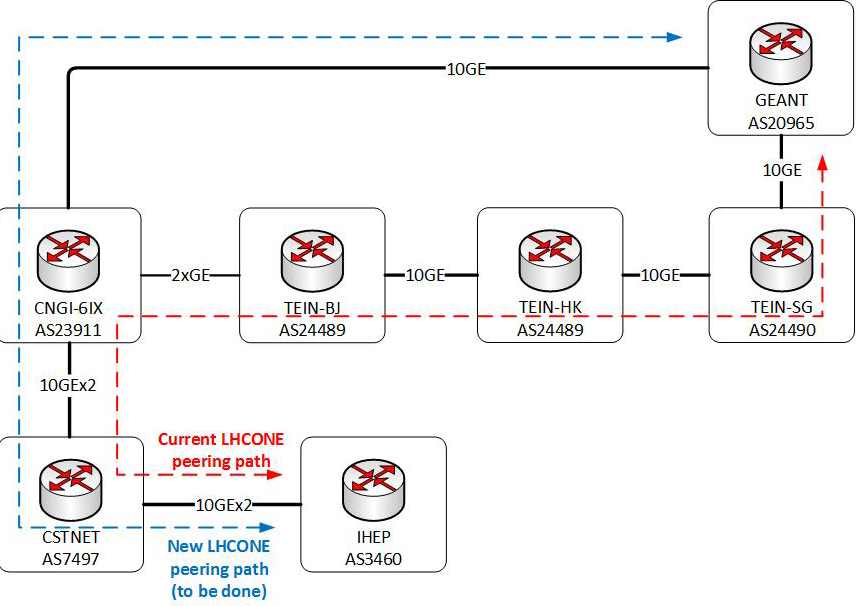 10GE
GEANT
AS20965
10GE
CNGI-6IX
AS23911
2xGE
TEIN-BJ
AS24489
10GE
TEIN-HK
AS24489
10GE
TEIN-SG
AS24490
10GEx2
Current LHCONE
peering path
CSTNET
AS7497
10GEx2
IHEP
AS3460
New LHCONE
peering path
(to be done)